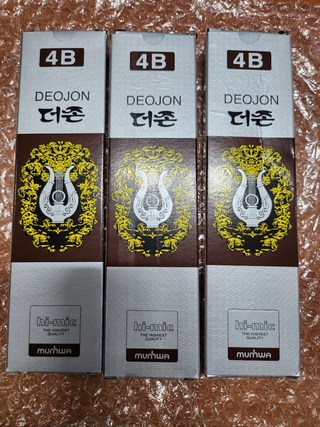 4B
DEOJON
더존
hi-mic
THE HIGHEST
QUALITY
munhwa
4B
DEOJON
더존
hi-mic
THE HIGHEST
QUALITY
munhwa
4B
DEOJON
더존
hi-mic
THE HIGHEST
QUALITY
munhwa